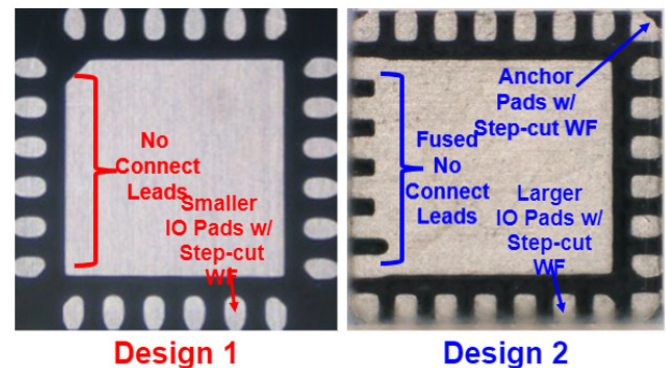 No
Connect
Leads
Smaller
IO Pads w/
Step-cut
WF
Anchor
Pads w/
Step-cut WF
Fused
No
Connect
Leads
Larger
IO Pads w/
Step-cut
WF
Design 1
Design 2